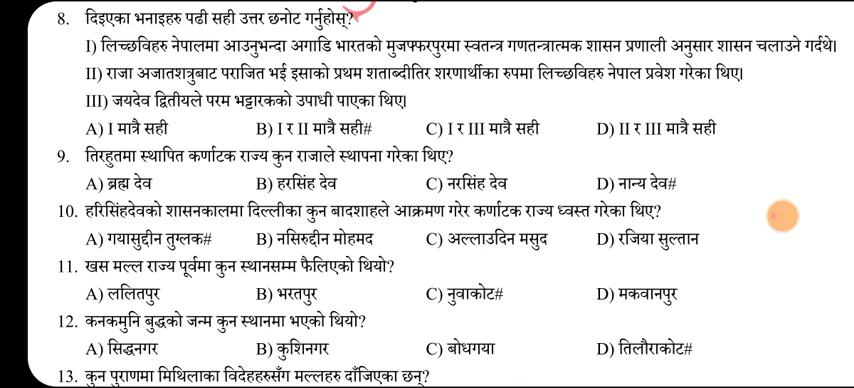 8. दिइएका भनाइहरु पढी सही उत्तर छनोट गर्नुहोस्?
I) लिच्छविहरु नेपालमा आउनुभन्दा अगाडि भारतको मुजफ्फरपुरमा स्वतन्त्र गणतन्त्रात्मक शासन प्रणाली अनुसार शासन चलाउने गर्दथे।
II) राजा अजातशत्रुबाट पराजित भई इसाको प्रथम शताब्दीतिर शरणार्थीका रुपमा लिच्छविहरु नेपाल प्रवेश गरेका थिए।
III) जयदेव द्वितीयले परम भट्टारकको उपाधी पाएका थिए।
A) I मात्रै सही B) I र II मात्रै सही# C) I र III मात्रै सही D) II र III मात्रै सही
9. तिरहुतमा स्थापित कर्णाटक राज्य कुन राजाले स्थापना गरेका थिए?
A) ब्रह्म देव B) हरसिंह देव C) नरसिंह देव D) नान्य देव#
10. हरिसिंहदेवको शासनकालमा दिल्लीका कुन बादशाहले आक्रमण गरेर कर्णाटक राज्य ध्वस्त गरेका थिए?
A) गयासुद्दीन तुग्लक# B) नसिरुद्दीन मोहमद C) अल्लाउदिन मसुद D) रजिया सुल्तान
11. खस मल्ल राज्य पूर्वमा कुन स्थानसम्म फैलिएको थियो?
A) ललितपुर B) भरतपुर C) नुवाकोट# D) मकवानपुर
12. कनकमुनि बुद्धको जन्म कुन स्थानमा भएको थियो?
A) सिद्धनगर B) कुशिनगर C) बोधगया D) तिलौराकोट#
13. कुन पुराणमा मिथिलाका विदेहहरुसँग मल्लहरु दाँजिएका छन्?